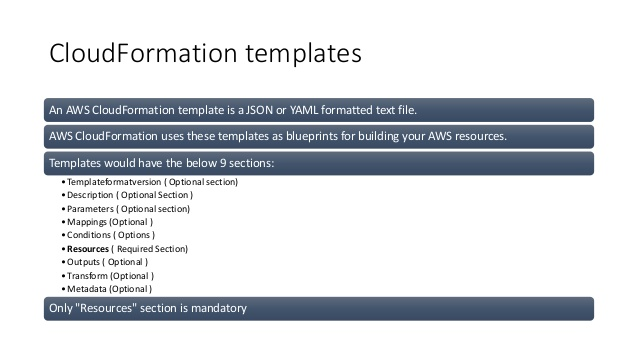 CloudFormation templates
An AWS CloudFormation template is a JSON or YAML formatted text file.
AWS CloudFormation uses these templates as blueprints for building your AWS resources.
Templates would have the below 9 sections:
•Templateformatversion ( Optional section)
•Description ( Optional Section )
•Parameters ( Optional section)
•Mappings (Optional )
•Conditions ( Options )
•Resources ( Required Section)
•Outputs ( Optional )
•Transform (Optional )
•Metadata (Optional )
Only "Resources" section is mandatory